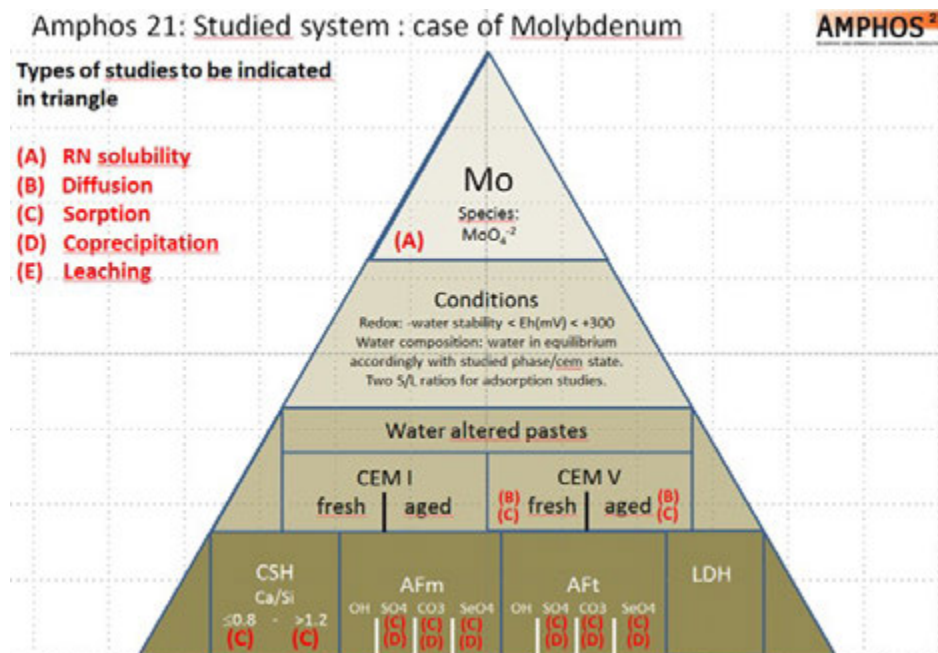 Amphos 21: Studied system : case of Molybdenum
AMPHOS 21
Types of studies to be indicated
in triangle
(A) RN solubility
(B) Diffusion
(C) Sorption
(D) Coprecipitation
(E) Leaching
Mo
Species:
MoO4-2
(A)
Conditions
Redox: -water stability < Eh(mV) < +300
Water composition: water in equilibrium
accordingly with studied phase/cem state.
Two S/L ratios for adsorption studies.
Water altered pastes
CEM I
fresh aged
CEM V
(B) fresh aged (B)
(C) (C)
CSH
Ca/Si
≤0.8 - >1.2
(C) (C)
AFm
OH SO4 CO3 SeO4
(C) (C) (C)
(D) (D) (D)
AFt
OH SO4 CO3 SeO4
(C) (C) (C)
(D) (D) (D)
LDH